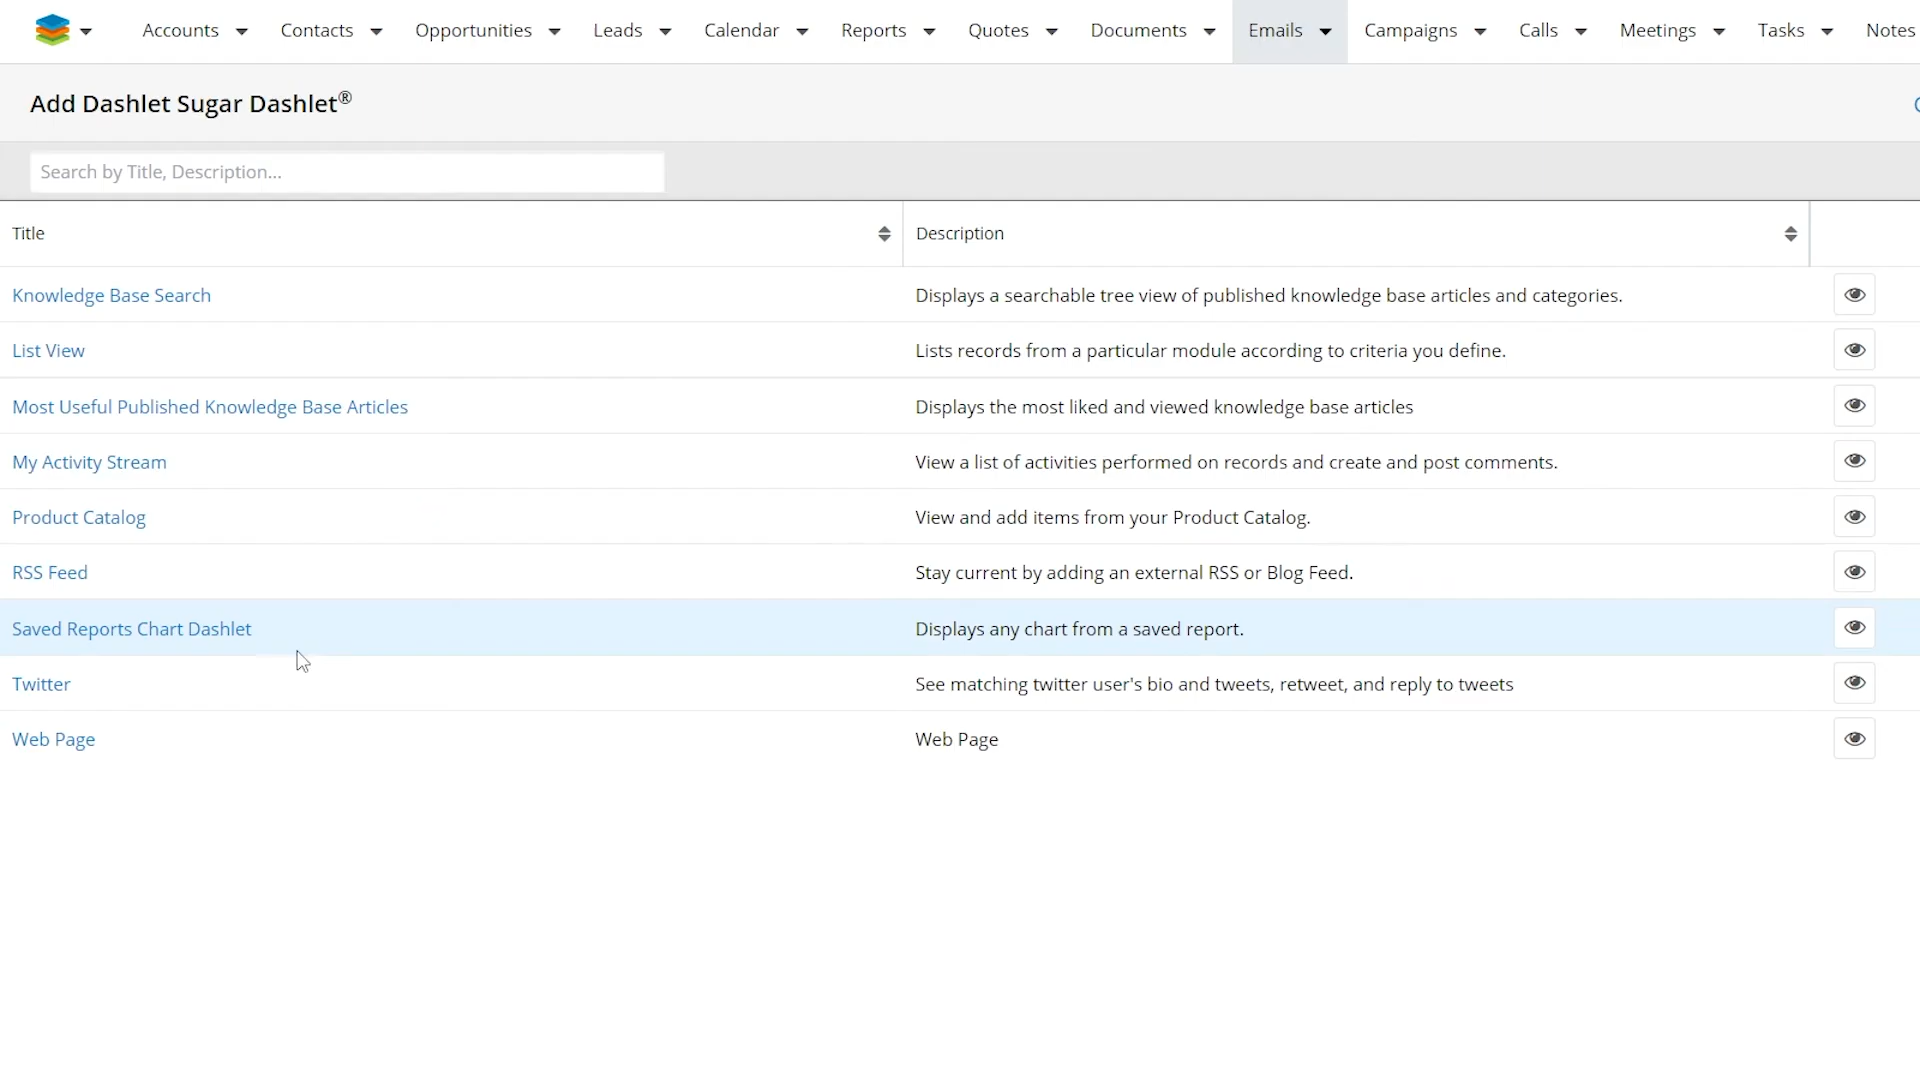 Accounts Contacts Opportunities Leads Calendar Reports Quotes Documents Emails Campaigns Calls Meetings Tasks Notes
Add Dashlet Sugar Dashlet®
Search by Title, Description...
Title Description
Knowledge Base Search Displays a searchable tree view of published knowledge base articles and categories.
List View Lists records from a particular module according to criteria you define.
Most Useful Published Knowledge Base Articles Displays the most liked and viewed knowledge base articles
My Activity Stream View a list of activities performed on records and create and post comments.
Product Catalog View and add items from your Product Catalog.
RSS Feed Stay current by adding an external RSS or Blog Feed.
Saved Reports Chart Dashlet Displays any chart from a saved report.
Twitter See matching twitter user's bio and tweets, retweet, and reply to tweets
Web Page Web Page